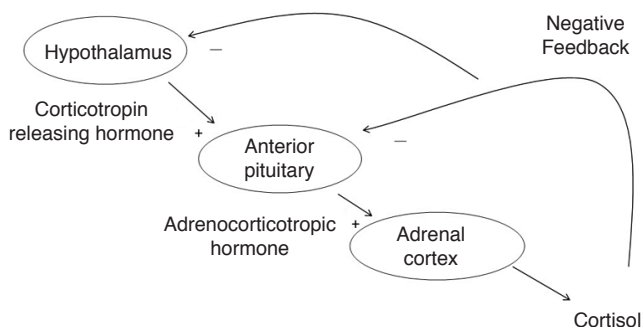 Negative
Feedback
Hypothalamus
–
Corticotropin
releasing hormone
+
Anterior
pituitary
–
Adrenocorticotropic
hormone
+
Adrenal
cortex
Cortisol